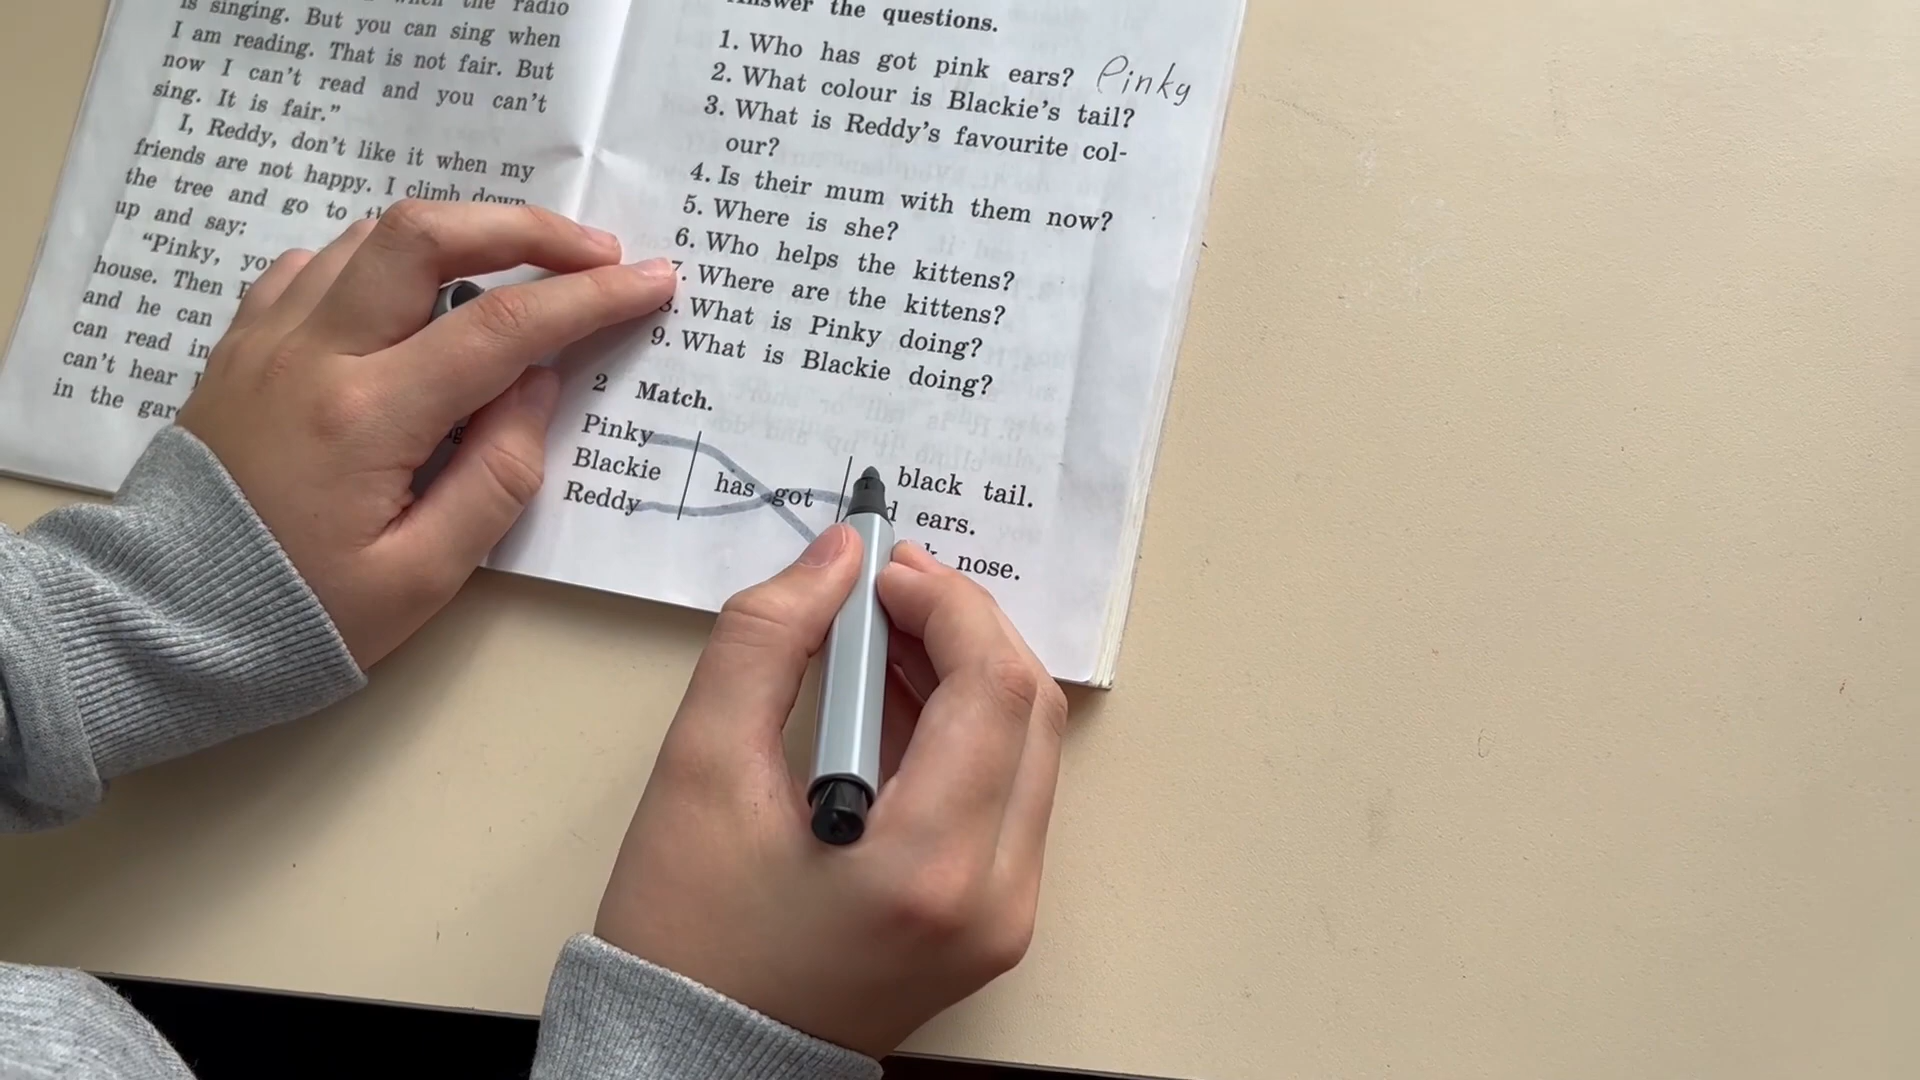 the radio
is singing. But you can sing when
I am reading. That is not fair. But
now I can't read and you can't
sing. It is fair."
I, Reddy, don't like it when my
friends are not happy. I climb down
the tree and go to
up and say:
"Pinky,
house. Then
and he can
can read in
can't hear
in the
the questions.
1. Who has got pink ears? Pinky
2. What colour is Blackie's tail?
3. What is Reddy's favourite col-
our?
4. Is their mum with them now?
5. Where is she?
6. Who helps the kittens?
7. Where are the kittens?
8. What is Pinky doing?
9. What is Blackie doing?
2 Match.
Pinky
Blackie
Reddy
has got
black tail.
ears.
nose.